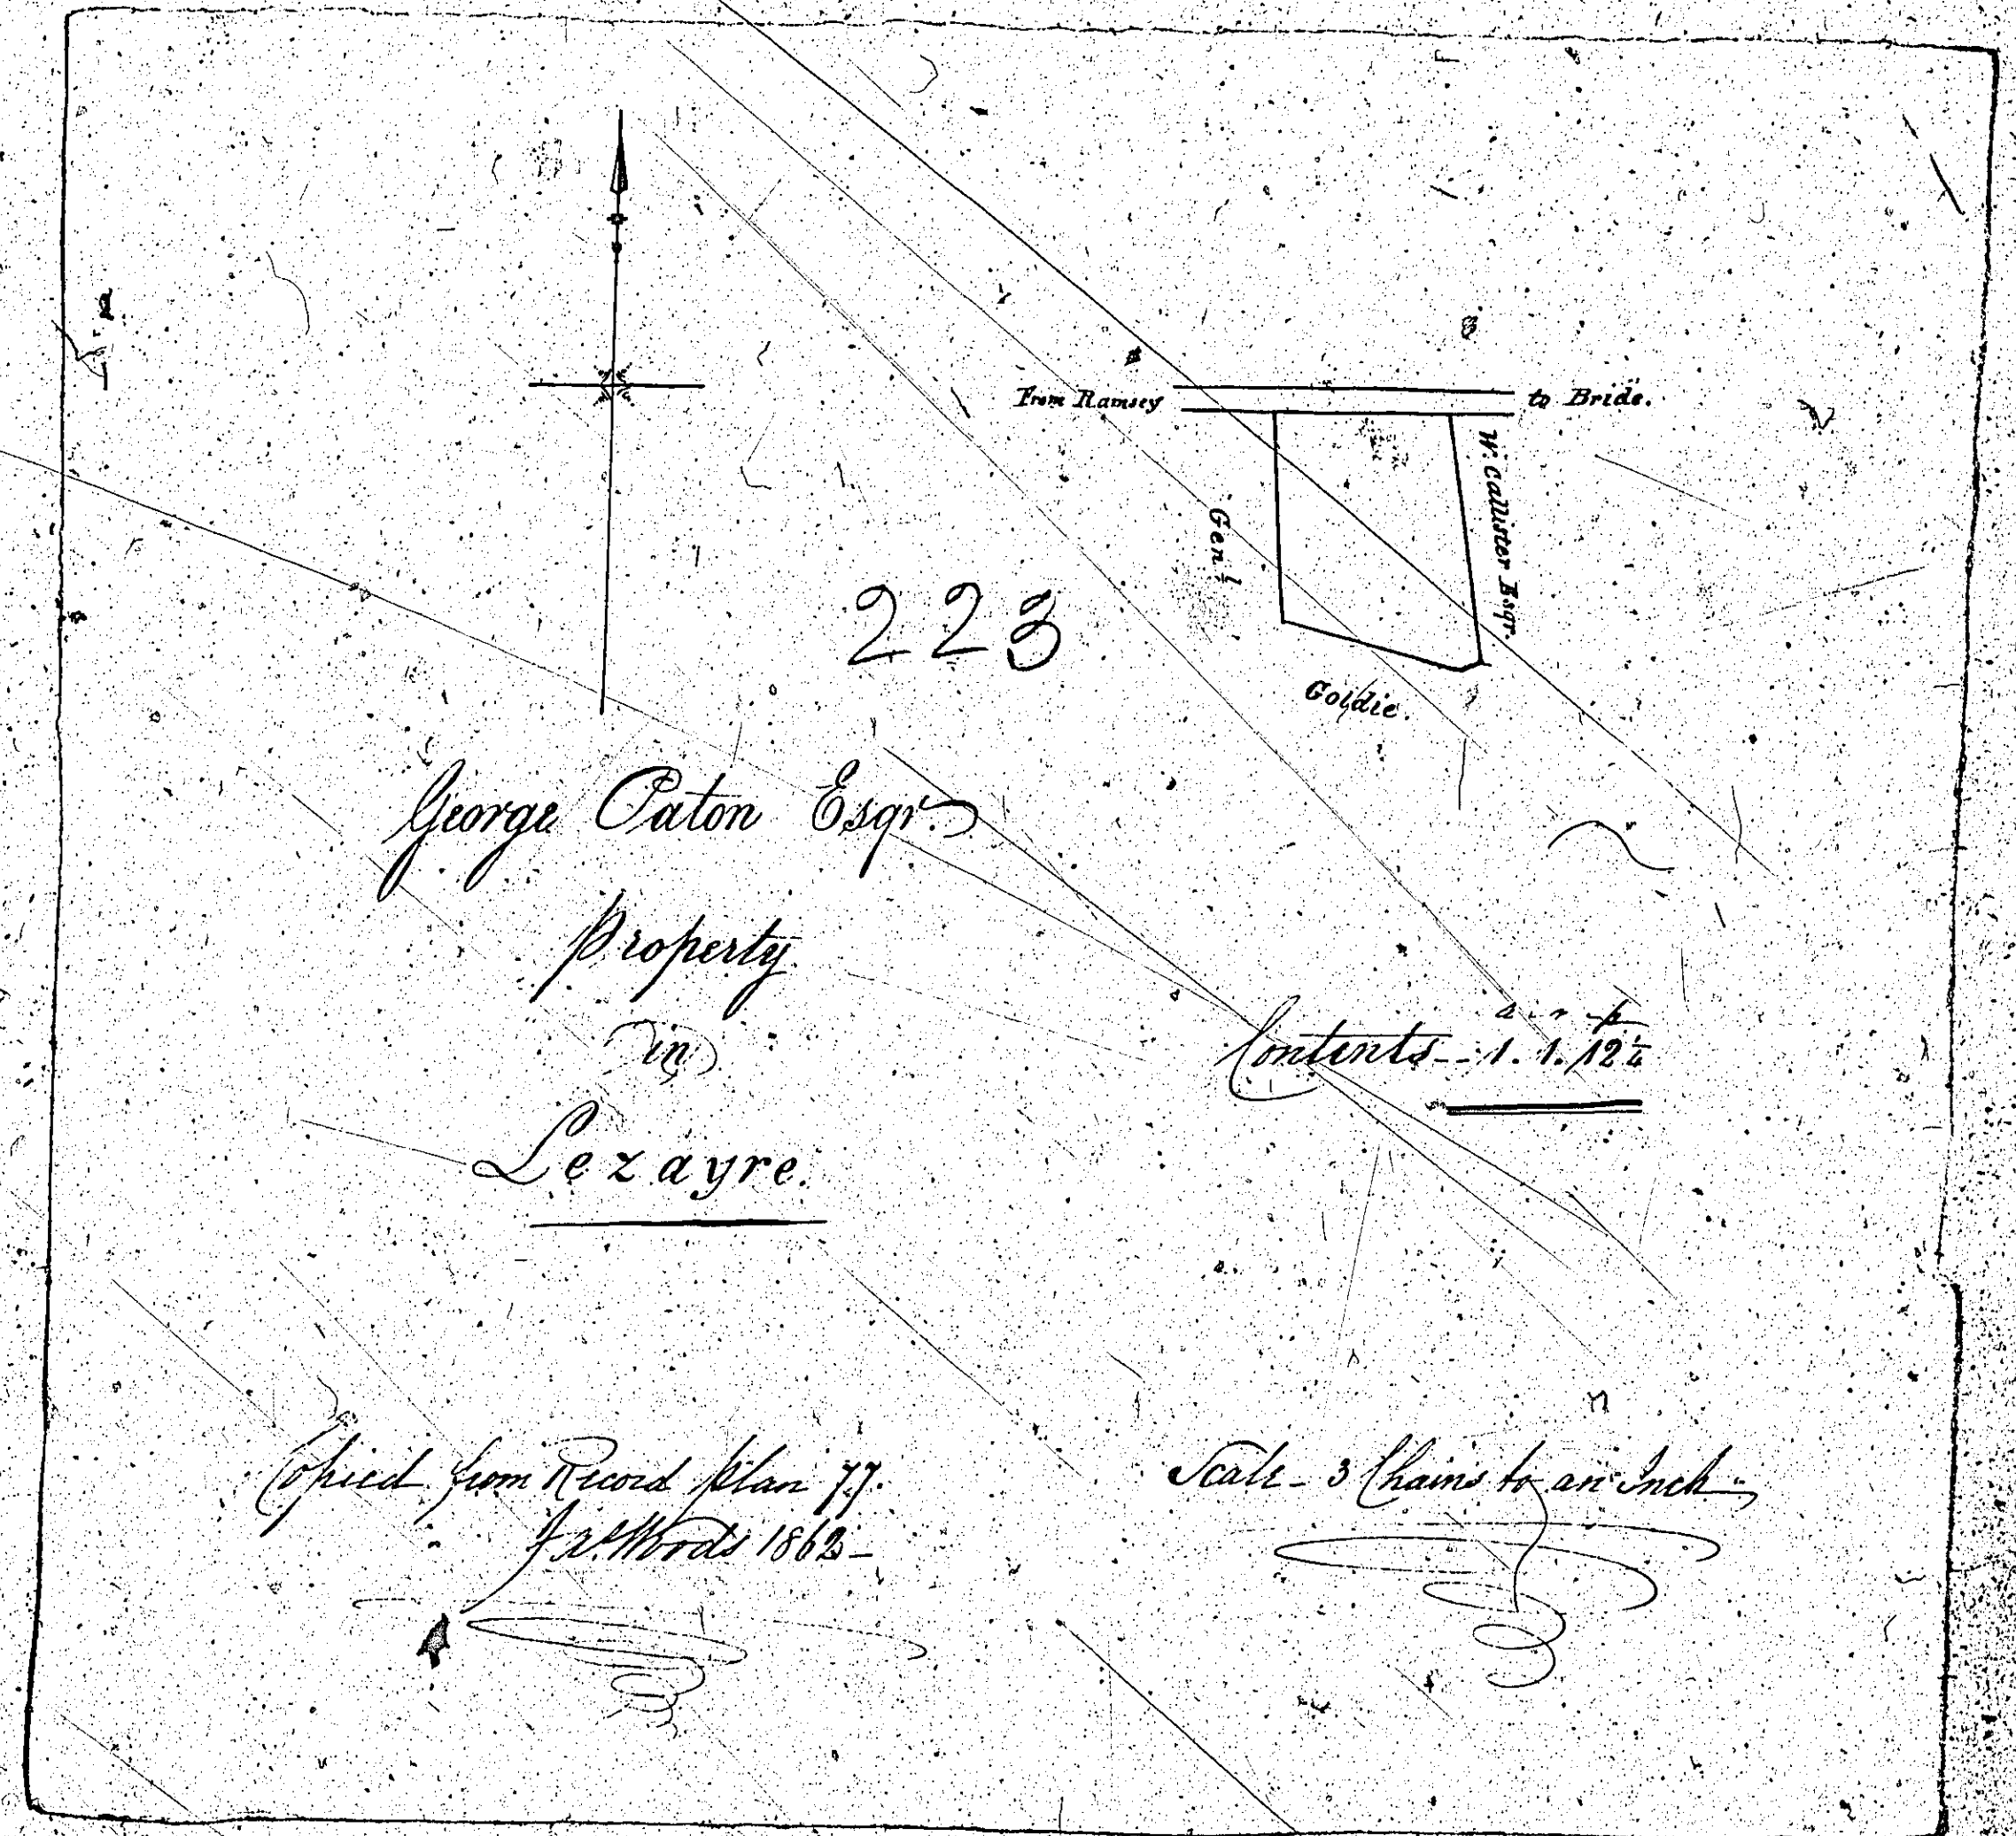 From Ramsey to Bride.
W. Callister Esqr.
Gen.l
Goldie.
223
George Paton Esqr.
Property
in
Lezayre.
a. r. p
Contents - - 1. 1. 12¼
Copied from Record Plan 77.
Woods 1862 -
Scale - 3 Chains to an Inch